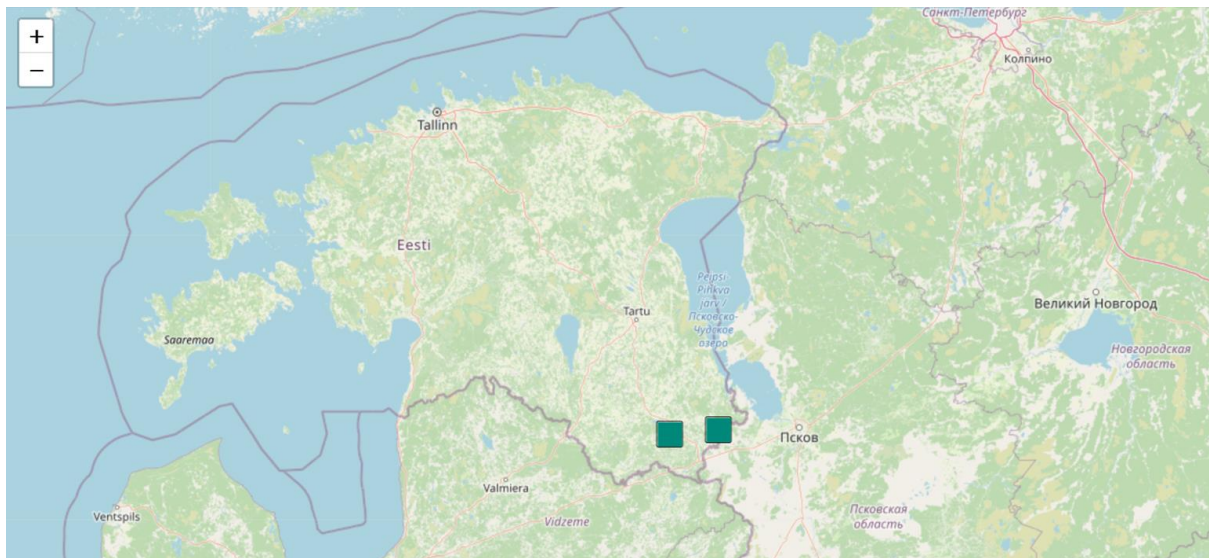 +
−
Санкт-Петербург
Колпино
Tallinn
Eesti
Peipsi-
Pihkva
järv /
Псковско-
Чудское
озеро
Tartu
Великий Новгород
Saaremaa
Новгородская
область
Псков
Valmiera
Ventspils
Vidzeme
Псковская
область